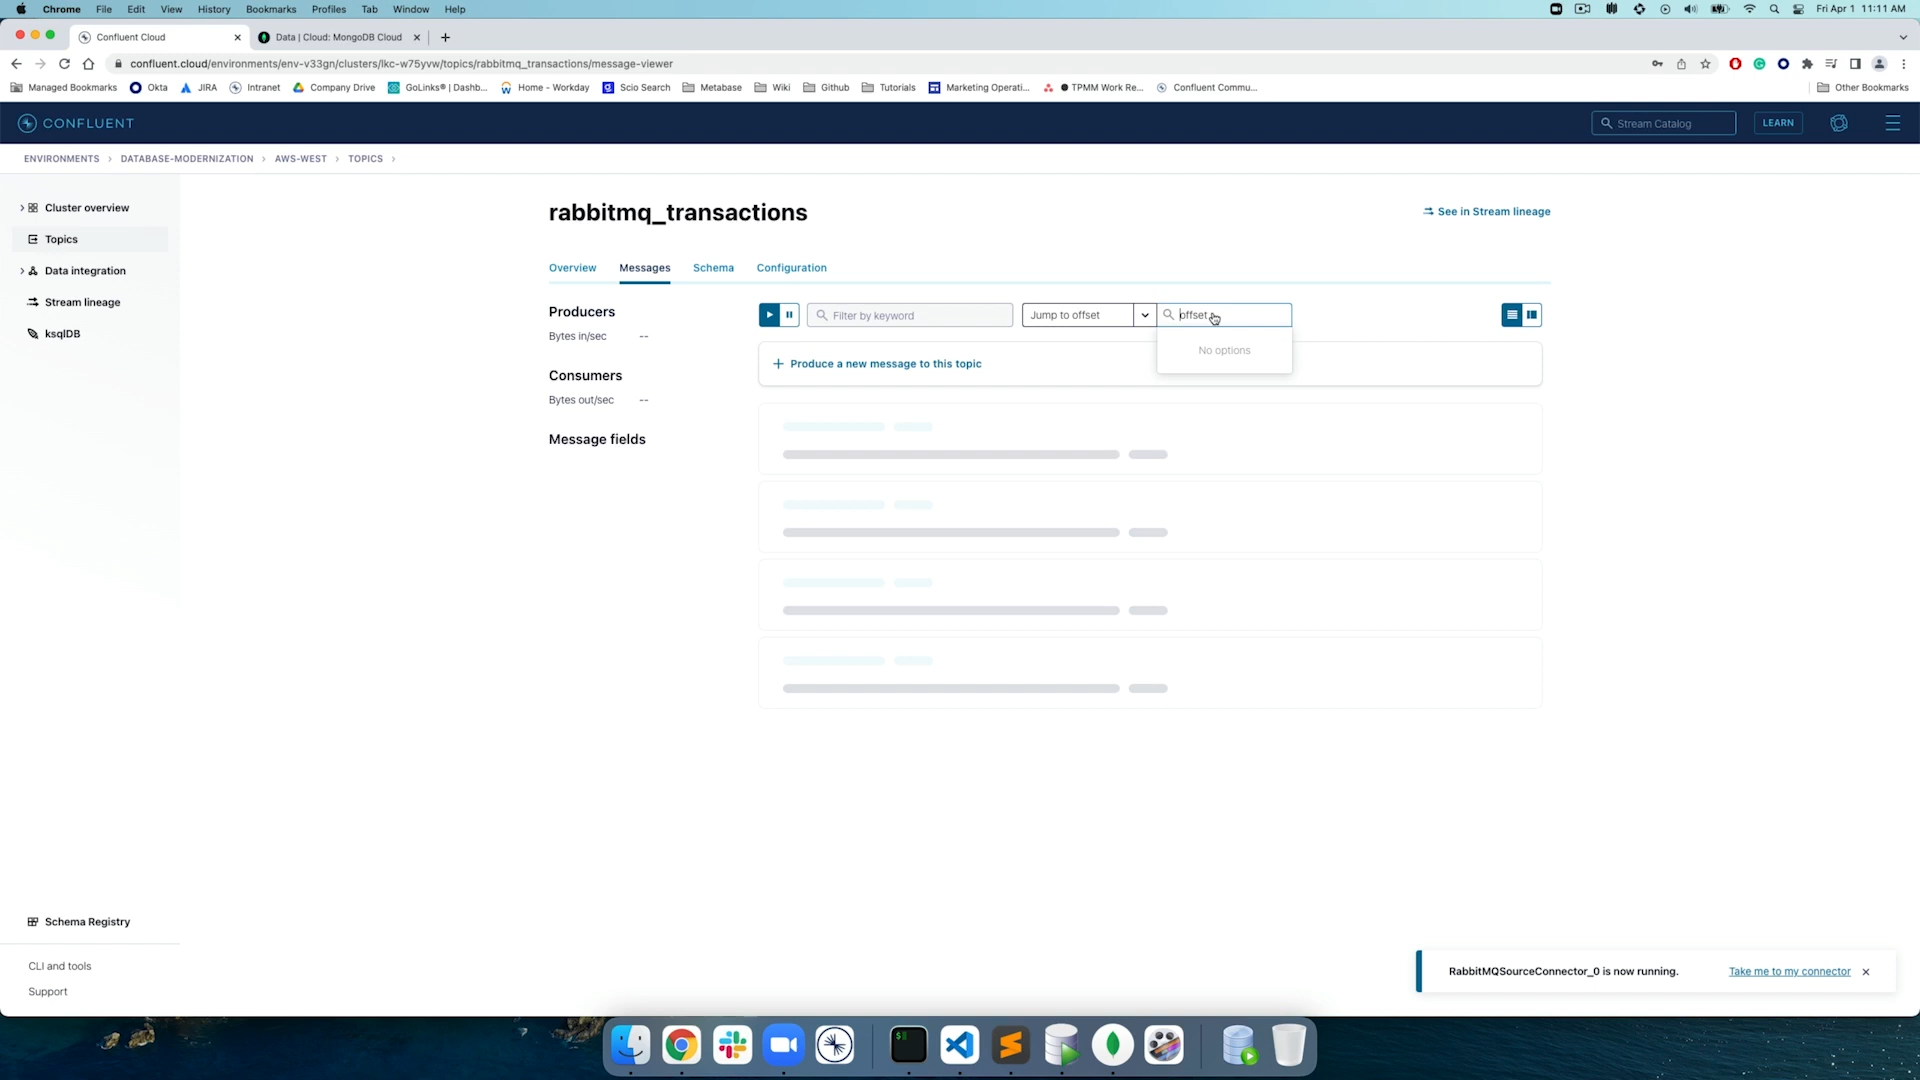 Chrome File Edit View History Bookmarks Profiles Tab Window Help Fri Apr 1 11:11 AM
Confluent Cloud Data | Cloud: MongoDB Cloud
confluent.cloud/environments/env-v33gn/clusters/lkc-w75yvw/topics/rabbitmq_transactions/message-viewer
Managed Bookmarks Okta JIRA Intranet Company Drive GoLinks® | Dashb... Home - Workday Scio Search Metabase Wiki Github Tutorials Marketing Operati... TPMM Work Re... Confluent Commu... Other Bookmarks
CONFLUENT Stream Catalog LEARN
ENVIRONMENTS > DATABASE-MODERNIZATION > AWS-WEST > TOPICS >
Cluster overview
Topics
Data integration
Stream lineage
ksqlDB
rabbitmq_transactions
See in Stream lineage
Overview Messages Schema Configuration
Producers
Bytes in/sec --
Consumers
Bytes out/sec --
Message fields
Filter by keyword Jump to offset offset
No options
+ Produce a new message to this topic
Schema Registry
CLI and tools
Support
RabbitMQSourceConnector_0 is now running. Take me to my connector